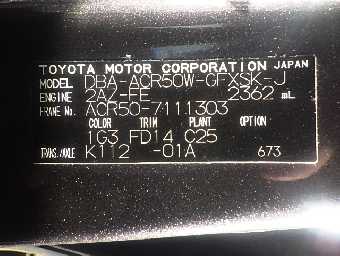 TOYOTA MOTOR CORPORATION JAPAN
MODEL DBA-ACR50W-GFXSK-J
ENGINE 2AZ-FE 2362 mL
FRAME No. ACR50-7111303
COLOR TRIM PLANT OPTION
1G3 FD14 C25
TRANS./AXLE K112 -01A 673